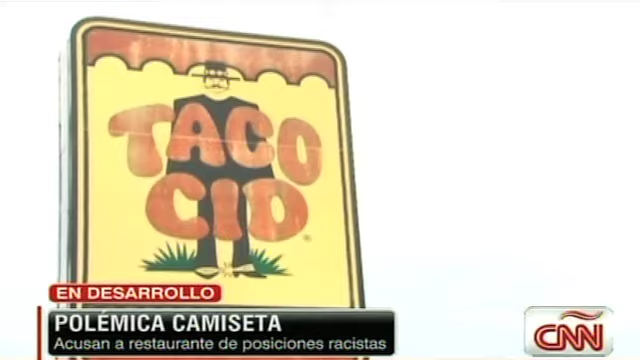 TACO
CID
®
EN DESARROLLO
POLÉMICA CAMISETA
Acusan a restaurante de posiciones racistas
CNN